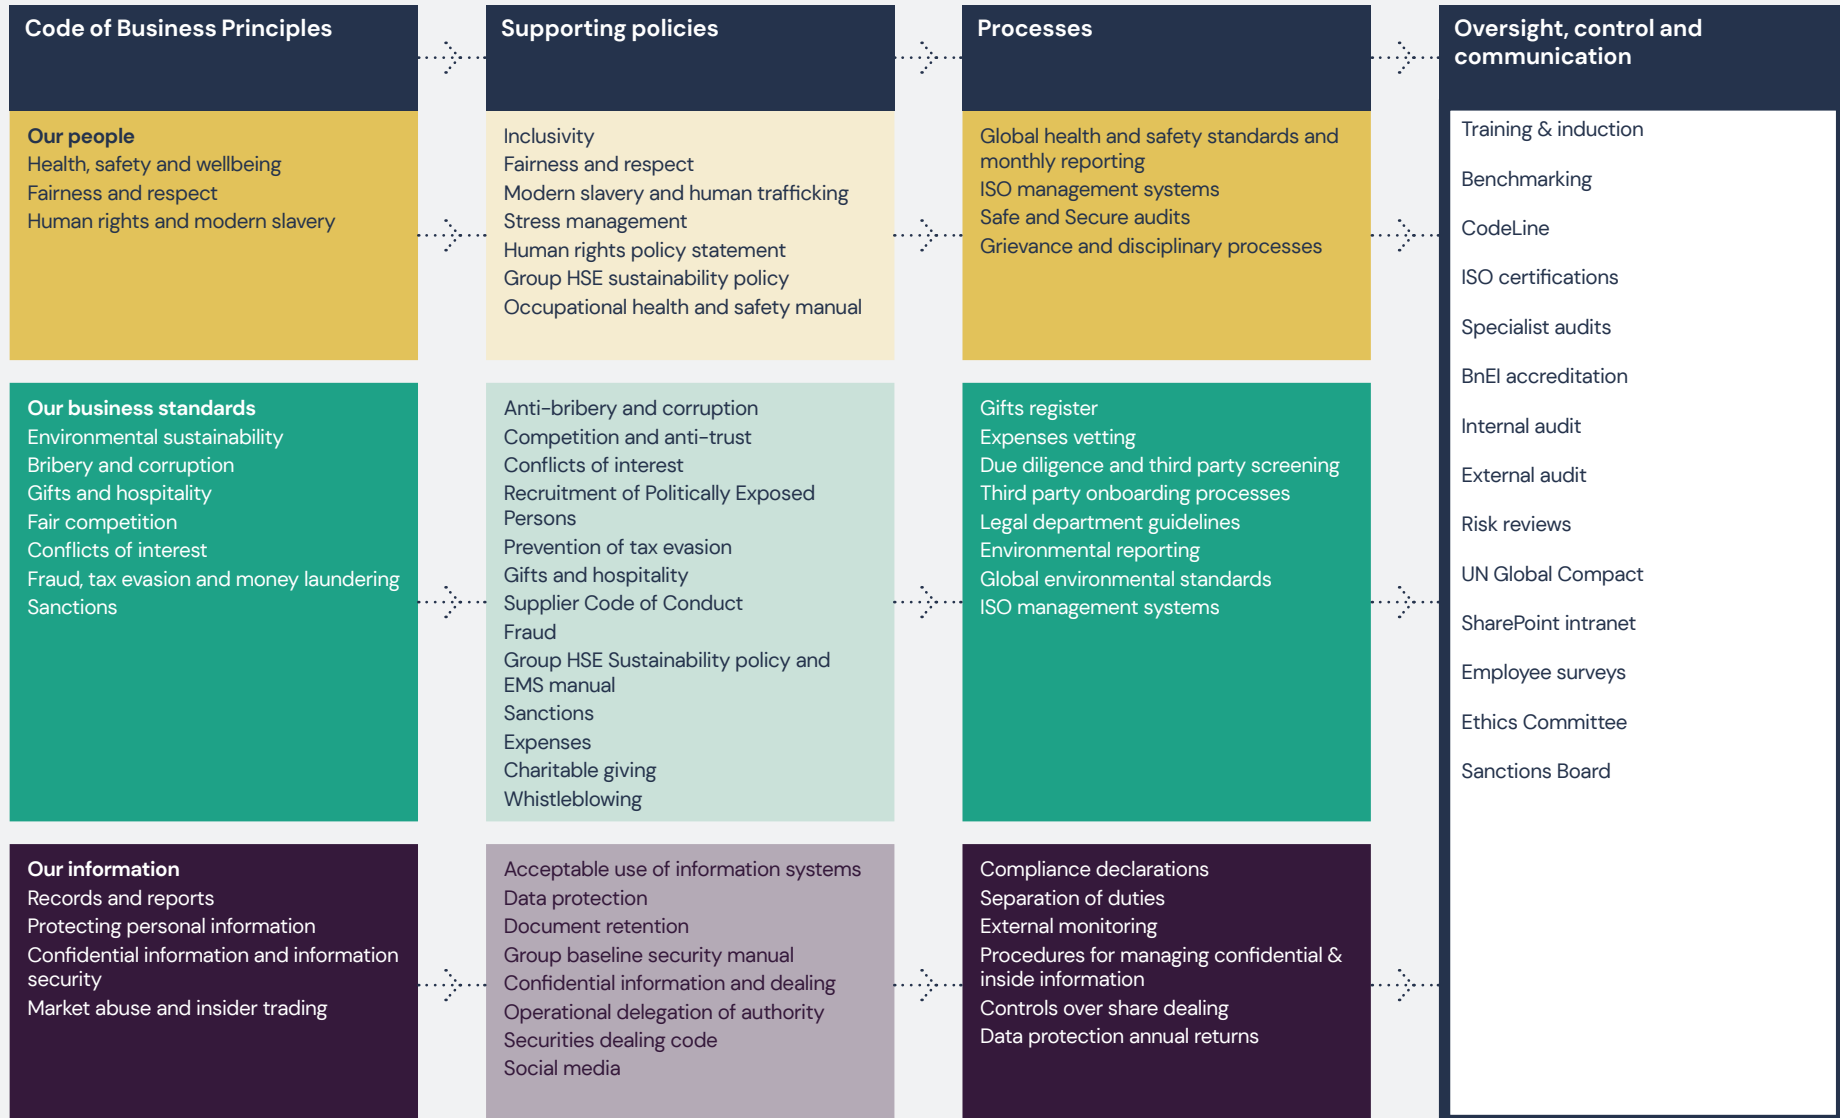 Code of Business Principles
Supporting policies
Processes
Oversight, control and
communication
Our people
Health, safety and wellbeing
Fairness and respect
Human rights and modern slavery
Inclusivity
Fairness and respect
Modern slavery and human trafficking
Stress management
Human rights policy statement
Group HSE sustainability policy
Occupational health and safety manual
Global health and safety standards and
monthly reporting
ISO management systems
Safe and Secure audits
Grievance and disciplinary processes
Our business standards
Environmental sustainability
Bribery and corruption
Gifts and hospitality
Fair competition
Conflicts of interest
Fraud, tax evasion and money laundering
Sanctions
Anti-bribery and corruption
Competition and anti-trust
Conflicts of interest
Recruitment of Politically Exposed
Persons
Prevention of tax evasion
Gifts and hospitality
Supplier Code of Conduct
Fraud
Group HSE Sustainability policy and
EMS manual
Sanctions
Expenses
Charitable giving
Whistleblowing
Gifts register
Expenses vetting
Due diligence and third party screening
Third party onboarding processes
Legal department guidelines
Environmental reporting
Global environmental standards
ISO management systems
Our information
Records and reports
Protecting personal information
Confidential information and information
security
Market abuse and insider trading
Acceptable use of information systems
Data protection
Document retention
Group baseline security manual
Confidential information and dealing
Operational delegation of authority
Securities dealing code
Social media
Compliance declarations
Separation of duties
External monitoring
Procedures for managing confidential &
inside information
Controls over share dealing
Data protection annual returns
Training & induction
Benchmarking
CodeLine
ISO certifications
Specialist audits
BnEI accreditation
Internal audit
External audit
Risk reviews
UN Global Compact
SharePoint intranet
Employee surveys
Ethics Committee
Sanctions Board